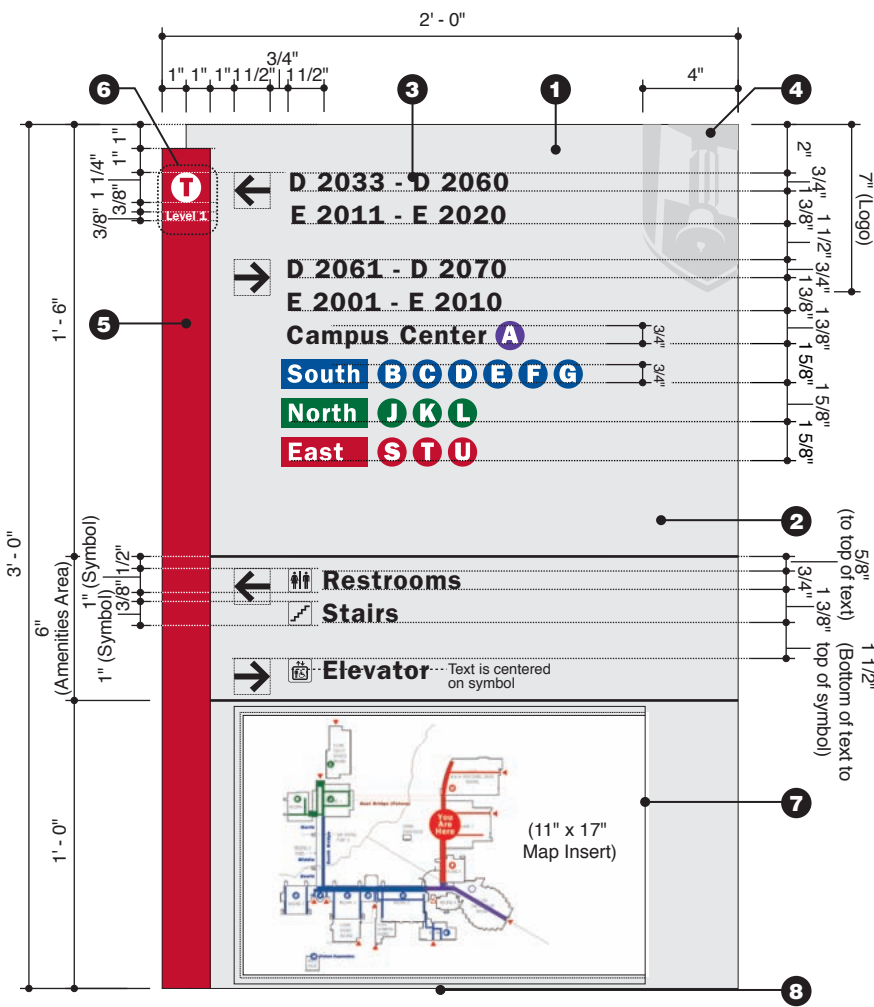 2' - 0"
3/4"
1" 1" 1" 1 1/2" 1 1/2"
4"
6
3
1
4
3' - 0"
1' - 6"
6"
(Amenities Area)
1' - 0"
1" 1"
1 1/4"
3/8"
3/8"
T
Level 1
D 2033 - D 2060
E 2011 - E 2020
D 2061 - D 2070
E 2001 - E 2010
Campus Center A
South B C D E F G
North J K L
East S T U
3/4"
3/4"
2"
3/4"
1 3/8"
1 1/2"
3/4"
1 3/8"
1 3/8"
1 5/8"
1 5/8"
1 5/8"
7" (Logo)
5
2
1/2"
1" (Symbol)
3/8"
1" (Symbol)
Restrooms
Stairs
Elevator
Text is centered
on symbol
5/8"
(to top of text)
3/4"
1 3/8"
1 1/2"
(Bottom of text to
top of symbol)
You
Are
Here
North
Middle
South
(11" x 17"
Map Insert)
7
8